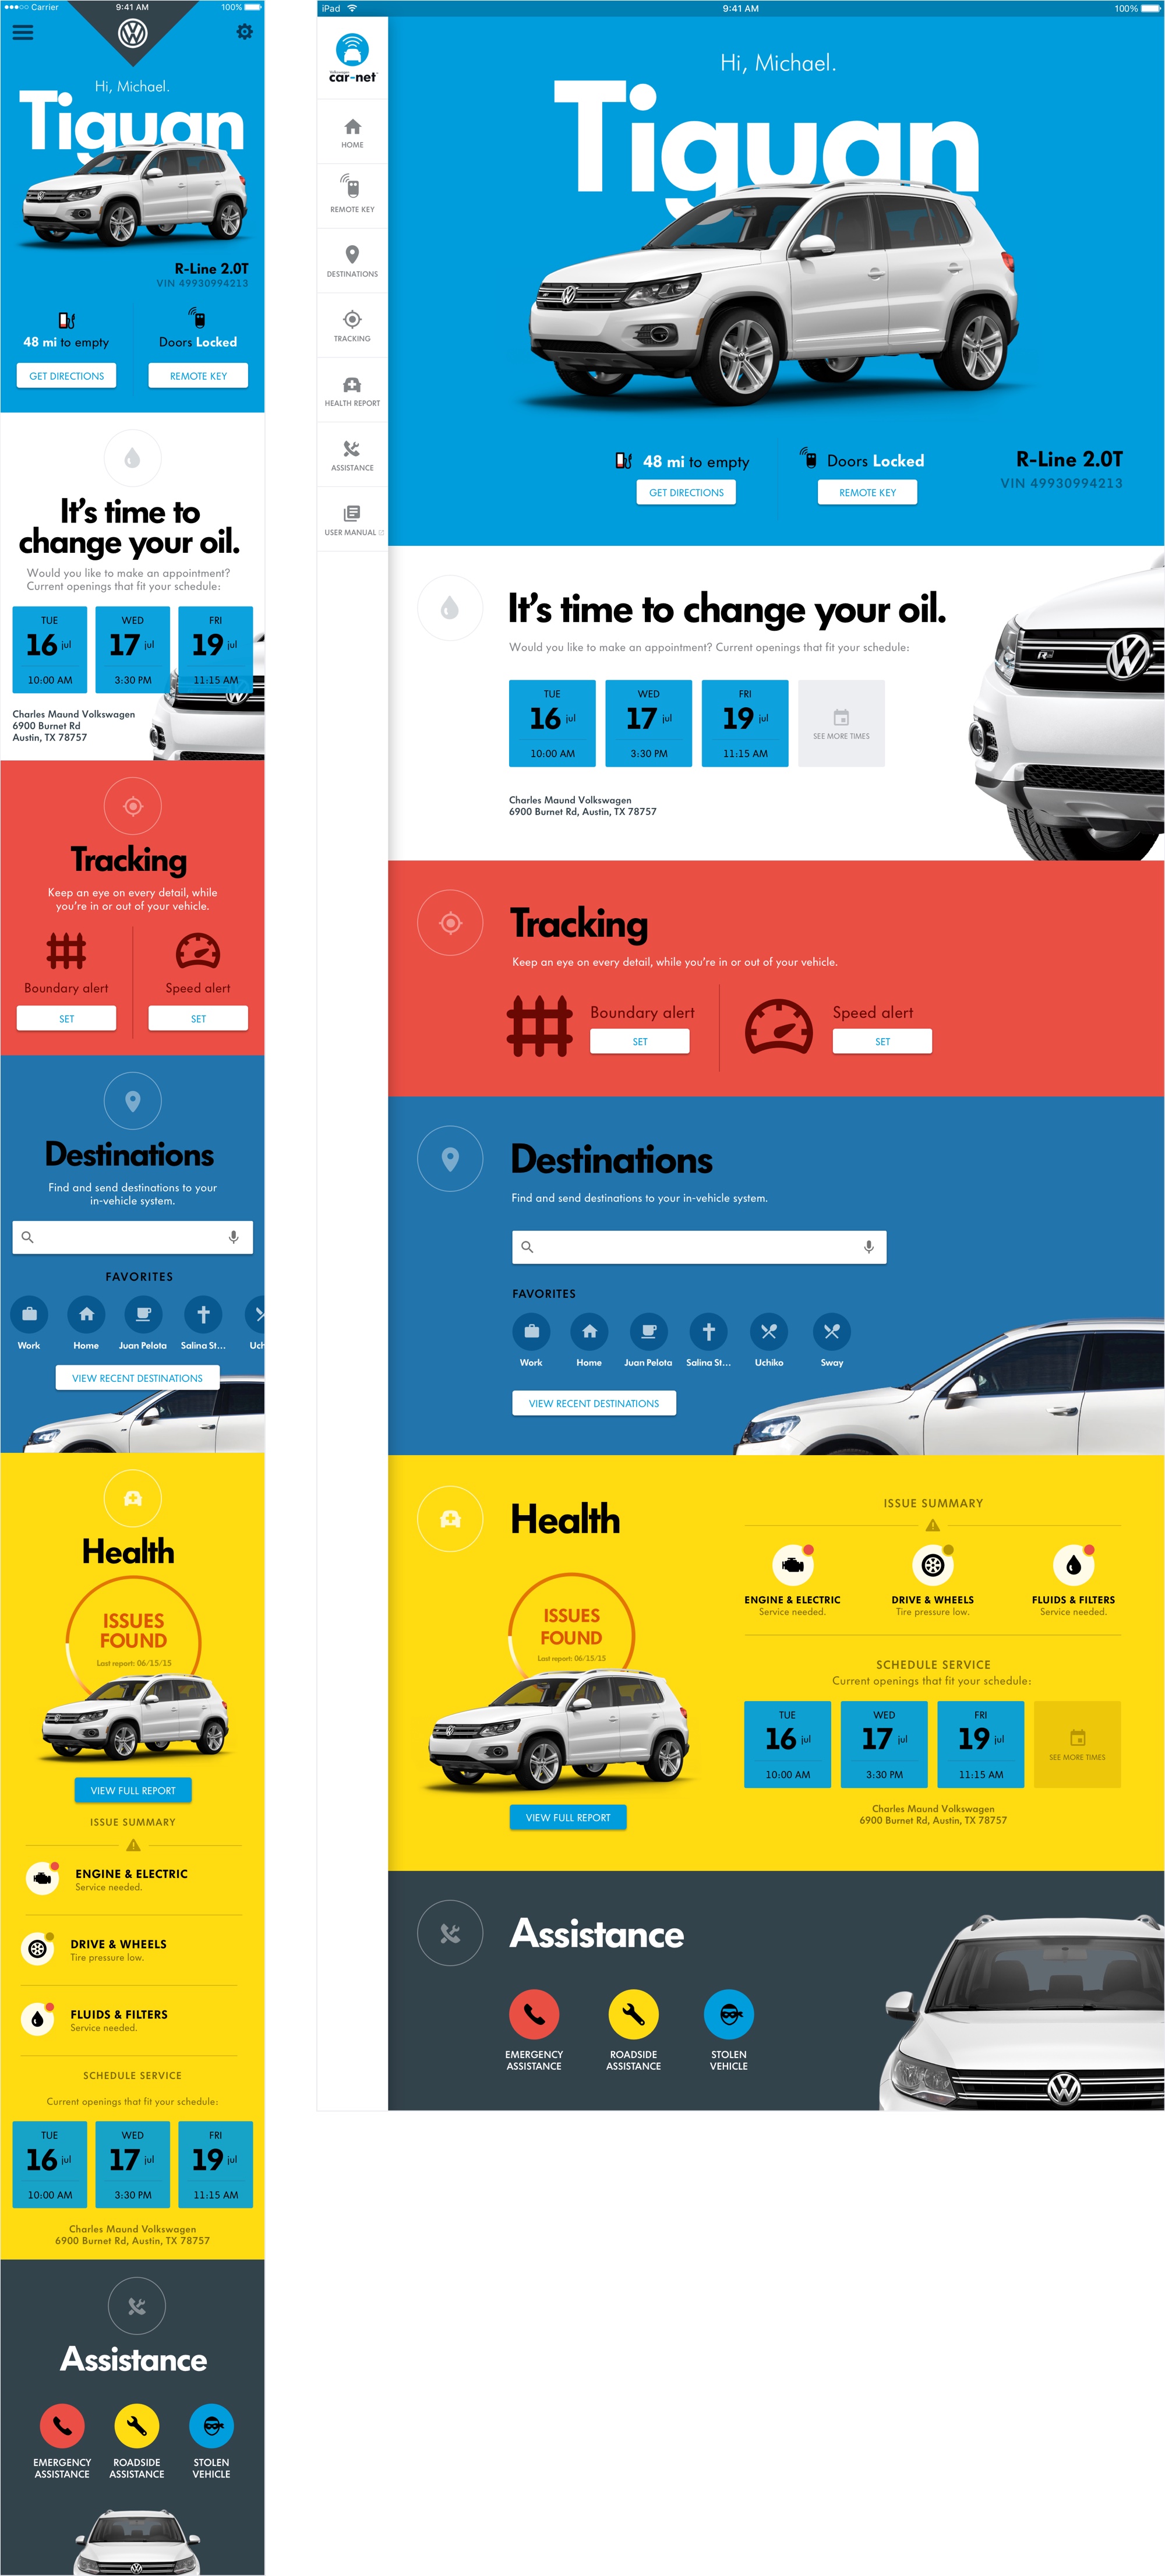 ●●●○○ Carrier 9:41 AM 100%
Hi, Michael.
Tiguan
R-Line 2.0T
VIN 49930994213
48 mi to empty
Doors Locked
GET DIRECTIONS
REMOTE KEY
It's time to
change your oil.
Would you like to make an appointment?
Current openings that fit your schedule:
TUE
16 jul
10:00 AM
WED
17 jul
3:30 PM
FRI
19 jul
11:15 AM
Charles Maund Volkswagen
6900 Burnet Rd
Austin, TX 78757
Tracking
Keep an eye on every detail, while
you're in or out of your vehicle.
Boundary alert
SET
Speed alert
SET
Destinations
Find and send destinations to your
in-vehicle system.
FAVORITES
Work
Home
Juan Pelota
Salina St...
Uch
VIEW RECENT DESTINATIONS
Health
ISSUES
FOUND
Last report: 06/15/15
VIEW FULL REPORT
ISSUE SUMMARY
ENGINE & ELECTRIC
Service needed.
DRIVE & WHEELS
Tire pressure low.
FLUIDS & FILTERS
Service needed.
SCHEDULE SERVICE
Current openings that fit your schedule:
TUE
16 jul
10:00 AM
WED
17 jul
3:30 PM
FRI
19 jul
11:15 AM
Charles Maund Volkswagen
6900 Burnet Rd, Austin, TX 78757
Assistance
EMERGENCY
ASSISTANCE
ROADSIDE
ASSISTANCE
STOLEN
VEHICLE
iPad 9:41 AM 100%
Volkswagen
car-net
HOME
REMOTE KEY
DESTINATIONS
TRACKING
HEALTH REPORT
ASSISTANCE
USER MANUAL
Hi, Michael.
Tiguan
48 mi to empty
GET DIRECTIONS
Doors Locked
REMOTE KEY
R-Line 2.0T
VIN 49930994213
It's time to change your oil.
Would you like to make an appointment? Current openings that fit your schedule:
TUE
16 jul
10:00 AM
WED
17 jul
3:30 PM
FRI
19 jul
11:15 AM
SEE MORE TIMES
Charles Maund Volkswagen
6900 Burnet Rd, Austin, TX 78757
Tracking
Keep an eye on every detail, while you're in or out of your vehicle.
Boundary alert
SET
Speed alert
SET
Destinations
Find and send destinations to your in-vehicle system.
FAVORITES
Work
Home
Juan Pelota
Salina St...
Uchiko
Sway
VIEW RECENT DESTINATIONS
Health
ISSUES
FOUND
Last report: 06/15/15
VIEW FULL REPORT
ISSUE SUMMARY
ENGINE & ELECTRIC
Service needed.
DRIVE & WHEELS
Tire pressure low.
FLUIDS & FILTERS
Service needed.
SCHEDULE SERVICE
Current openings that fit your schedule:
TUE
16 jul
10:00 AM
WED
17 jul
3:30 PM
FRI
19 jul
11:15 AM
SEE MORE TIMES
Charles Maund Volkswagen
6900 Burnet Rd, Austin, TX 78757
Assistance
EMERGENCY
ASSISTANCE
ROADSIDE
ASSISTANCE
STOLEN
VEHICLE